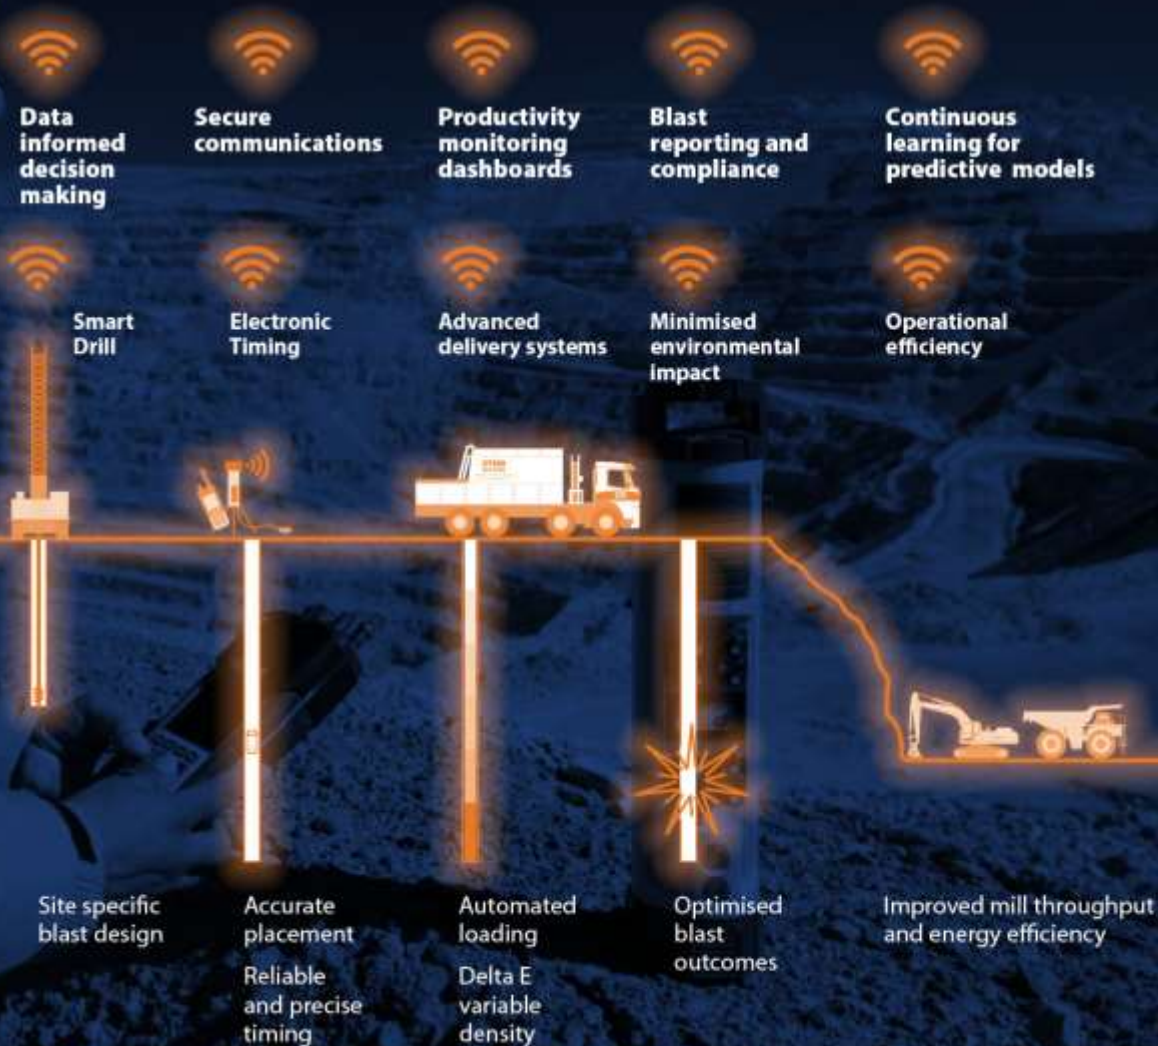 Data
informed
decision
making
Secure
communications
Productivity
monitoring
dashboards
Blast
reporting and
compliance
Continuous
learning for
predictive models
Smart
Drill
Electronic
Timing
Advanced
delivery systems
Minimised
environmental
impact
Operational
efficiency
Site specific
blast design
Accurate
placement
Reliable
and precise
timing
Automated
loading
Delta E
variable
density
Optimised
blast
outcomes
Improved mill throughput
and energy efficiency